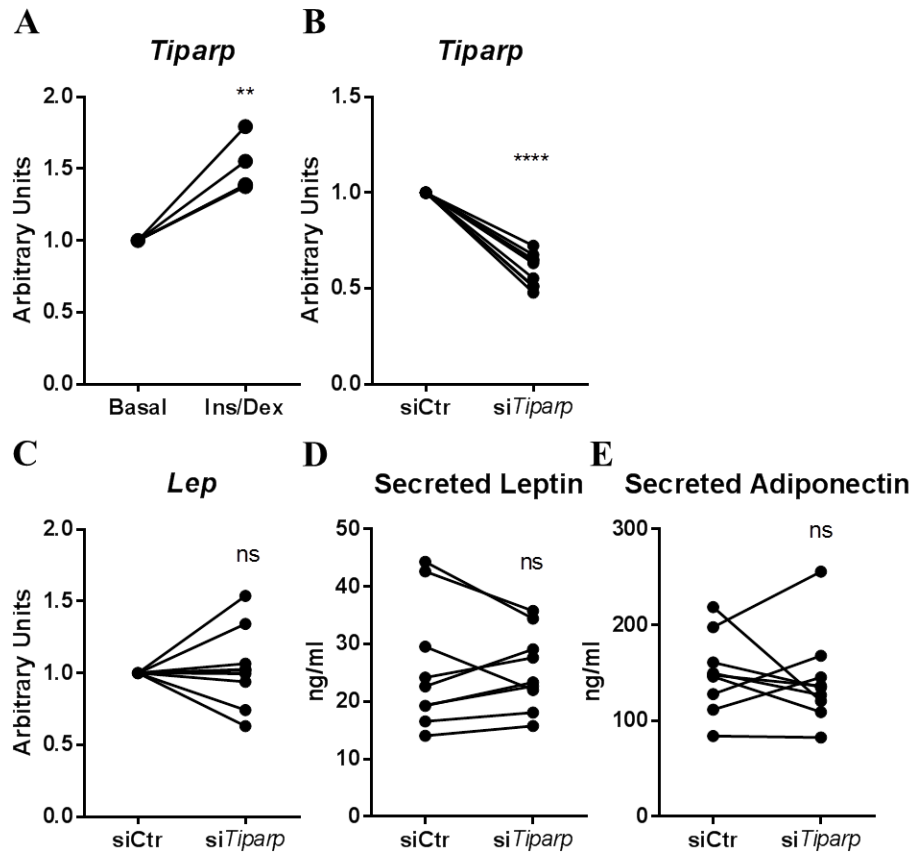 A
Tiparp
**
Arbitrary Units
2.0
1.5
1.0
0.5
0.0
Basal Ins/Dex
B
Tiparp
****
Arbitrary Units
1.5
1.0
0.5
0.0
siCtr siTiparp
C
Lep
ns
Arbitrary Units
2.0
1.5
1.0
0.5
0.0
siCtr siTiparp
D
Secreted Leptin
ns
ng/ml
50
40
30
20
10
0
siCtr siTiparp
E
Secreted Adiponectin
ns
ng/ml
300
200
100
0
siCtr siTiparp